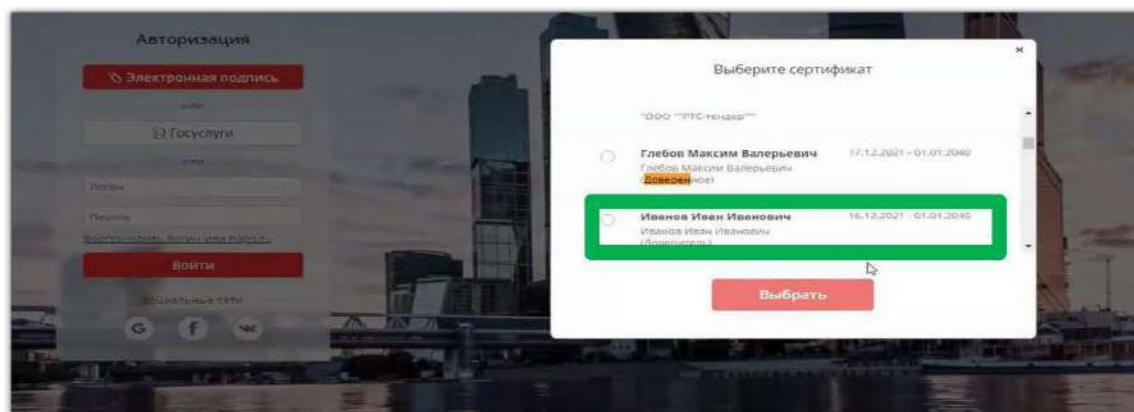 Авторизация
Электронная подпись
или
Госуслуги
или
Логин
Пароль
Восстановить логин или пароль
Войти
Социальные сети
G f
×
Выберите сертификат
"ООО ""РТС-тендер"""
Глебов Максим Валерьевич 17.12.2021 - 01.01.2040
Глебов Максим Валерьевич
(Доверенное)
Иванов Иван Иванович 16.12.2021 - 01.01.2040
Иванов Иван Иванович
(Доверитель)
Выбрать